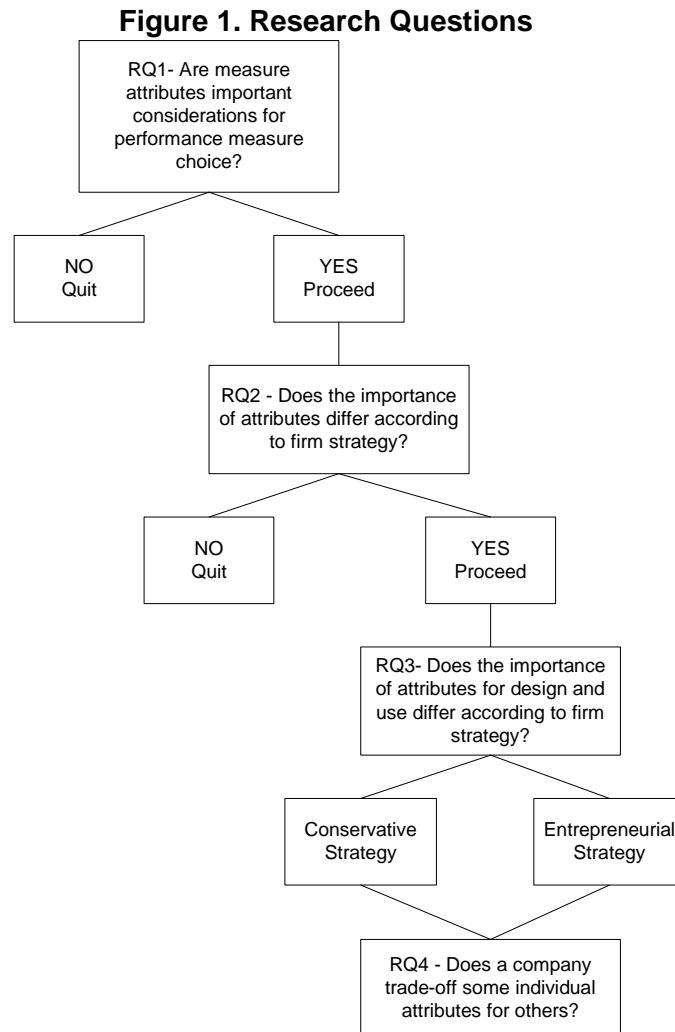 Figure 1. Research Questions
RQ1- Are measure
attributes important
considerations for
performance measure
choice?
NO
Quit
YES
Proceed
RQ2 - Does the importance
of attributes differ according
to firm strategy?
NO
Quit
YES
Proceed
RQ3- Does the importance
of attributes for design and
use differ according to firm
strategy?
Conservative
Strategy
Entrepreneurial
Strategy
RQ4 - Does a company
trade-off some individual
attributes for others?